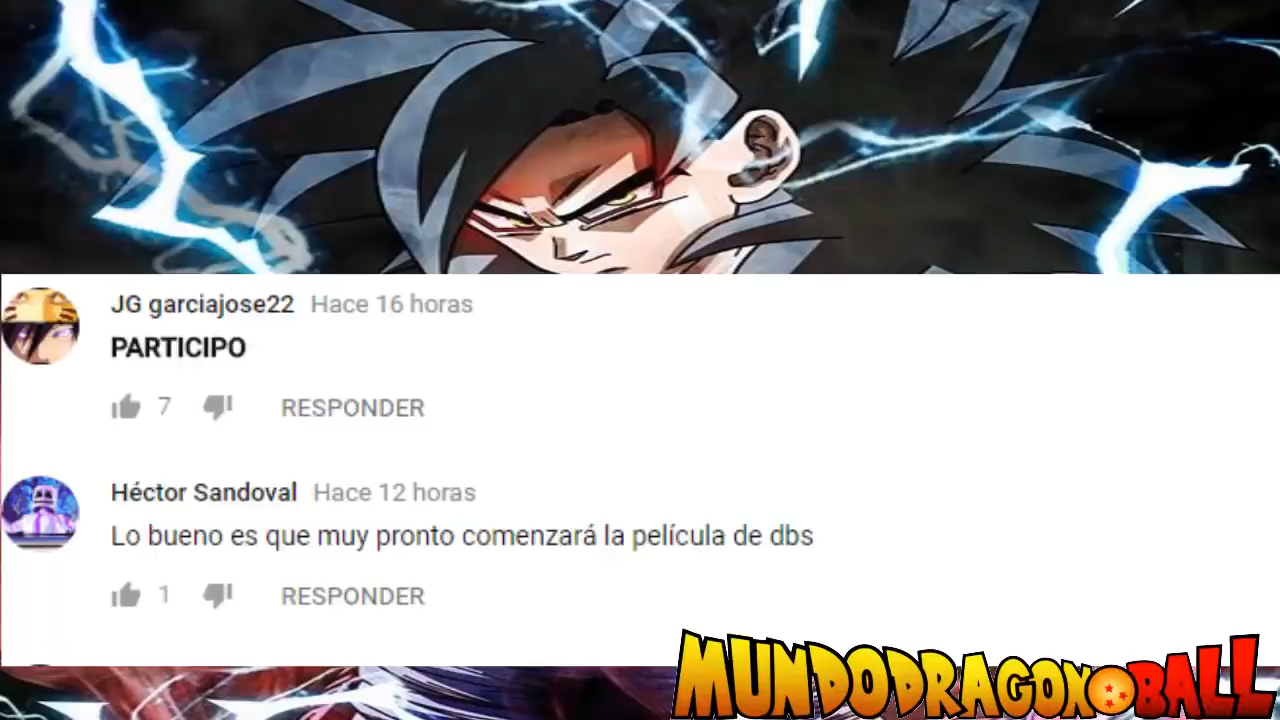 JG garciajose22 Hace 16 horas
PARTICIPO
7 RESPONDER
Héctor Sandoval Hace 12 horas
Lo bueno es que muy pronto comenzará la película de dbs
1 RESPONDER
MUNDODRAGONBALL